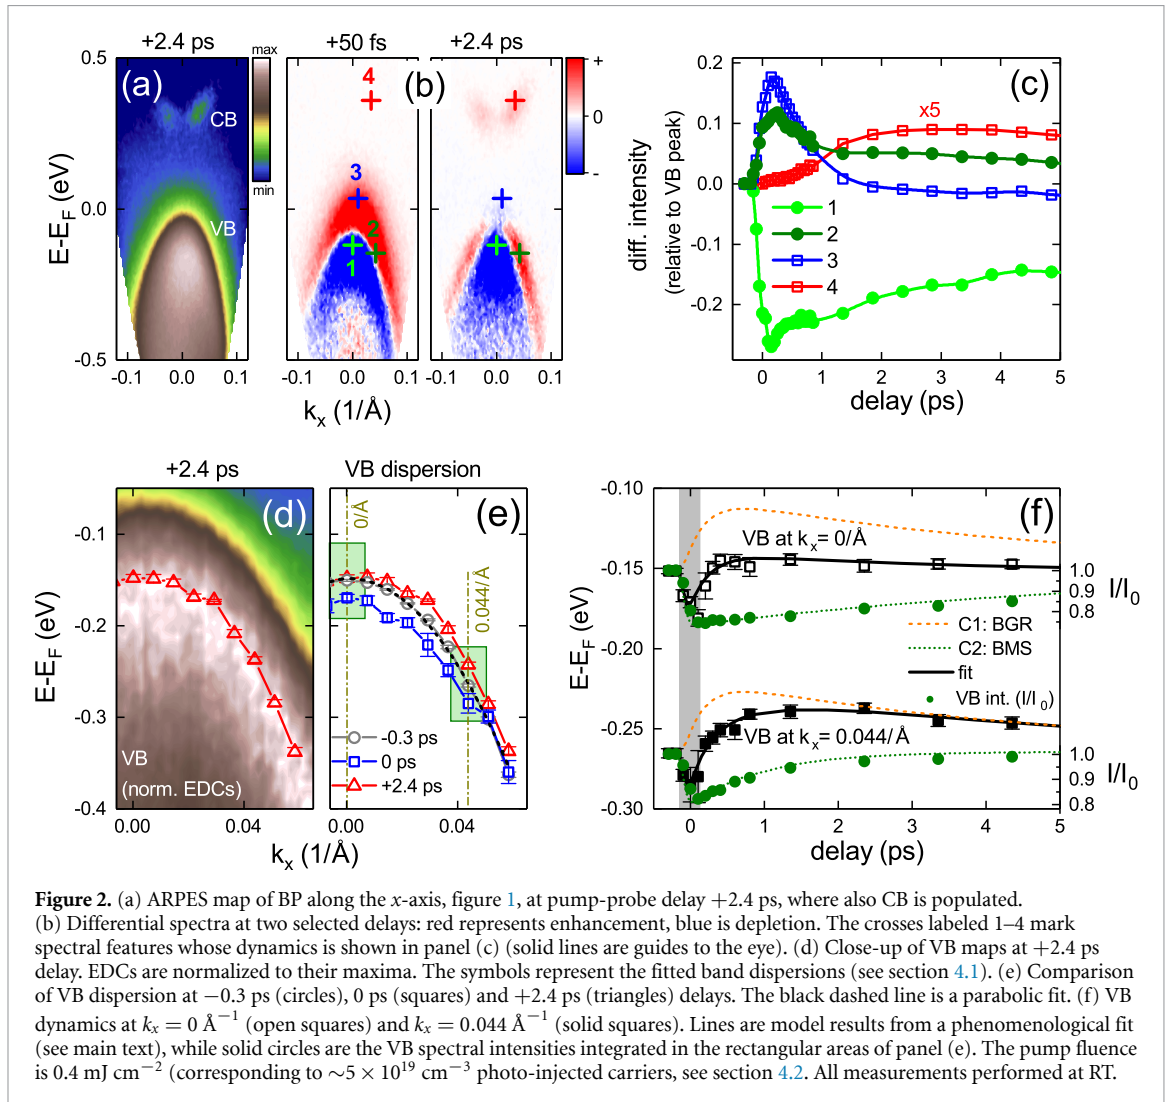 +2.4 ps
+50 fs
+2.4 ps
(a)
max
min
CB
VB
(b)
+
0
-
4
3
2
1
0.5
0.0
-0.5
E-E_F (eV)
-0.1 0.0 0.1
-0.1 0.0 0.1
-0.1 0.0 0.1
k_x (1/Å)
(c)
x5
0.2
0.1
0.0
-0.1
-0.2
diff. intensity
(relative to VB peak)
1
2
3
4
0 1 2 3 4 5
delay (ps)
+2.4 ps
(d)
VB
(norm. EDCs)
-0.1
-0.2
-0.3
-0.4
E-E_F (eV)
0.00 0.04
VB dispersion
(e)
0/Å
0.044/Å
-0.3 ps
0 ps
+2.4 ps
0.00 0.04
k_x (1/Å)
(f)
-0.10
-0.15
-0.20
-0.25
-0.30
E-E_F (eV)
VB at k_x= 0/Å
1.0
0.9
0.8
I/I_0
C1: BGR
C2: BMS
fit
VB int. (I/I_0)
VB at k_x= 0.044/Å
1.0
0.9
0.8
I/I_0
0 1 2 3 4 5
delay (ps)
Figure 2. (a) ARPES map of BP along the x-axis, figure 1, at pump-probe delay +2.4 ps, where also CB is populated.
(b) Differential spectra at two selected delays: red represents enhancement, blue is depletion. The crosses labeled 1–4 mark
spectral features whose dynamics is shown in panel (c) (solid lines are guides to the eye). (d) Close-up of VB maps at +2.4 ps
delay. EDCs are normalized to their maxima. The symbols represent the fitted band dispersions (see section 4.1). (e) Comparison
of VB dispersion at −0.3 ps (circles), 0 ps (squares) and +2.4 ps (triangles) delays. The black dashed line is a parabolic fit. (f) VB
dynamics at k_x = 0 Å⁻¹ (open squares) and k_x = 0.044 Å⁻¹ (solid squares). Lines are model results from a phenomenological fit
(see main text), while solid circles are the VB spectral intensities integrated in the rectangular areas of panel (e). The pump fluence
is 0.4 mJ cm⁻² (corresponding to ∼5 × 10¹⁹ cm⁻³ photo-injected carriers, see section 4.2. All measurements performed at RT.